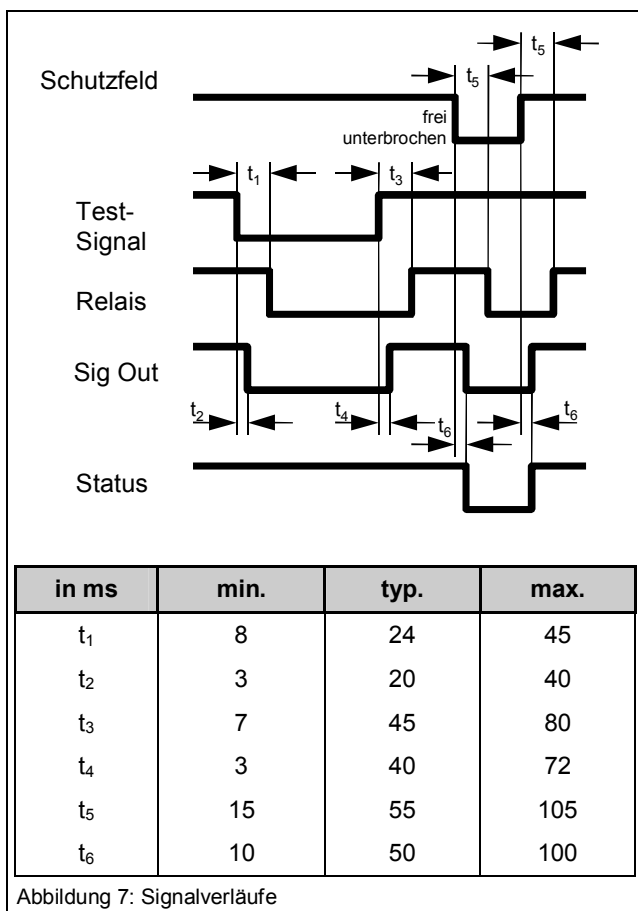 t5
t5
Schutzfeld
frei
unterbrochen
t1
t3
Test-
Signal
Relais
Sig Out
t2
t4
t6
t6
Status
in ms min. typ. max.
t1 8 24 45
t2 3 20 40
t3 7 45 80
t4 3 40 72
t5 15 55 105
t6 10 50 100
Abbildung 7: Signalverläufe